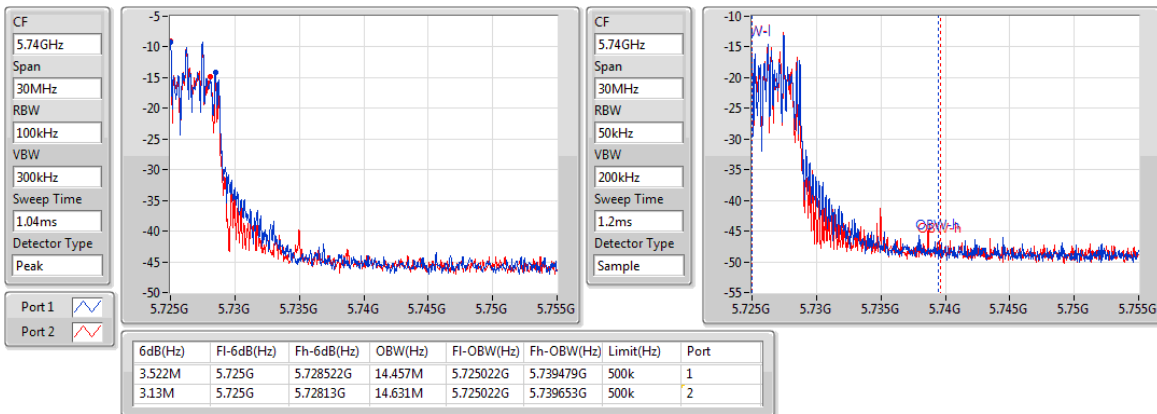 CF
5.74GHz
Span
30MHz
RBW
100kHz
VBW
300kHz
Sweep Time
1.04ms
Detector Type
Peak
Port 1
Port 2
-5
-10
-15
-20
-25
-30
-35
-40
-45
-50
5.725G 5.73G 5.735G 5.74G 5.745G 5.75G 5.755G
CF
5.74GHz
Span
30MHz
RBW
50kHz
VBW
200kHz
Sweep Time
1.2ms
Detector Type
Sample
-10
-15
-20
-25
-30
-35
-40
-45
-50
-55
OBW-h
5.725G 5.73G 5.735G 5.74G 5.745G 5.75G 5.755G
6dB(Hz) Fl-6dB(Hz) Fh-6dB(Hz) OBW(Hz) Fl-OBW(Hz) Fh-OBW(Hz) Limit(Hz) Port
3.522M 5.725G 5.728522G 14.457M 5.725022G 5.739479G 500k 1
3.13M 5.725G 5.72813G 14.631M 5.725022G 5.739653G 500k 2